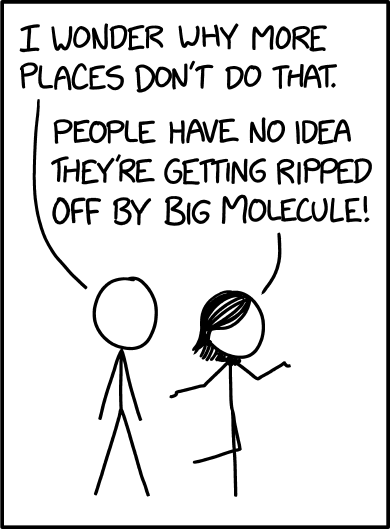 I WONDER WHY MORE
PLACES DON'T DO THAT.
PEOPLE HAVE NO IDEA
THEY'RE GETTING RIPPED
OFF BY BIG MOLECULE!